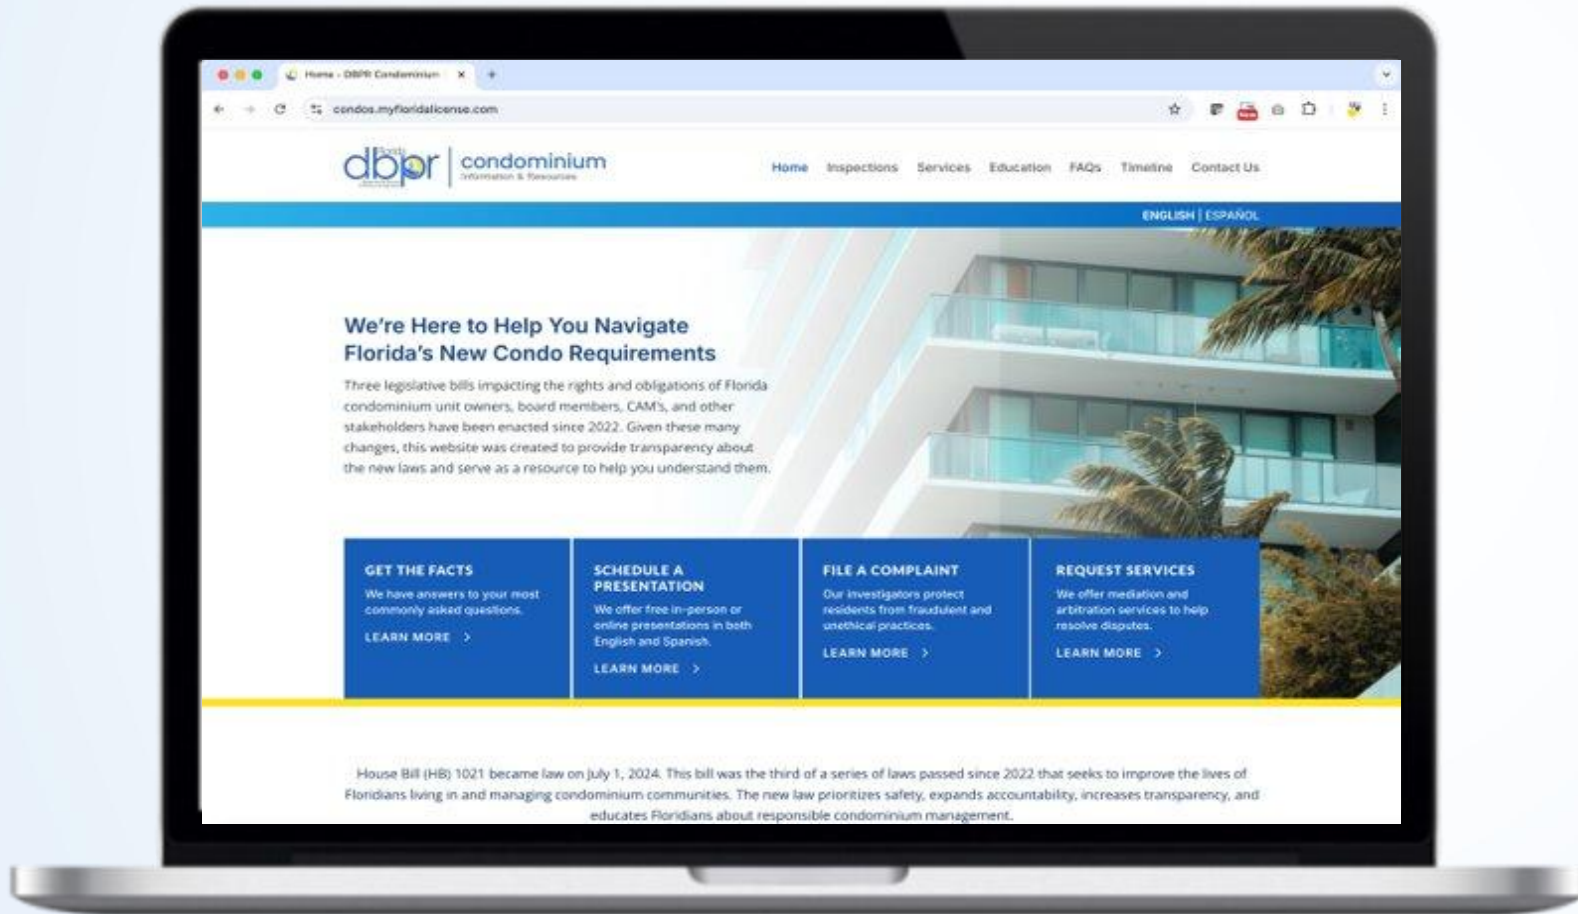 Home - DBPR Condominium
condos.myfloridalicense.com
New
Florida
dbpr
condominium
Information & Resources
Home Inspections Services Education FAQs Timeline Contact Us
ENGLISH | ESPAÑOL
We're Here to Help You Navigate
Florida's New Condo Requirements
Three legislative bills impacting the rights and obligations of Florida
condominium unit owners, board members, CAM's, and other
stakeholders have been enacted since 2022. Given these many
changes, this website was created to provide transparency about
the new laws and serve as a resource to help you understand them.
GET THE FACTS
We have answers to your most
commonly asked questions.
LEARN MORE >
SCHEDULE A
PRESENTATION
We offer free in-person or
online presentations in both
English and Spanish.
LEARN MORE >
FILE A COMPLAINT
Our investigators protect
residents from fraudulent and
unethical practices.
LEARN MORE >
REQUEST SERVICES
We offer mediation and
arbitration services to help
resolve disputes.
LEARN MORE >
House Bill (HB) 1021 became law on July 1, 2024. This bill was the third of a series of laws passed since 2022 that seeks to improve the lives of
Floridians living in and managing condominium communities. The new law prioritizes safety, expands accountability, increases transparency, and
educates Floridians about responsible condominium management.